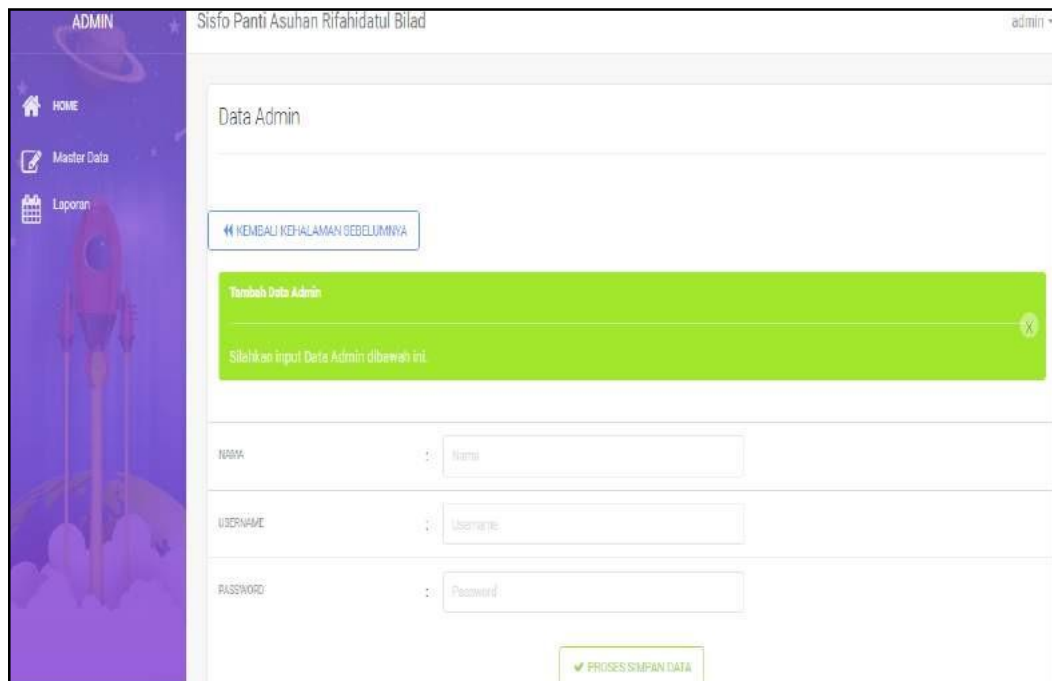 ADMIN
Sisfo Panti Asuhan Rifahidatul Bilad
admin
HOME
Master Data
Laporan
Data Admin
KEMBALI KEHALAMAN SEBELUMNYA
Tambah Data Admin
X
Silahkan input Data Admin dibawah ini.
NAMA : Nama
USERNAME : Username
PASSWORD : Password
PROSES SIMPAN DATA